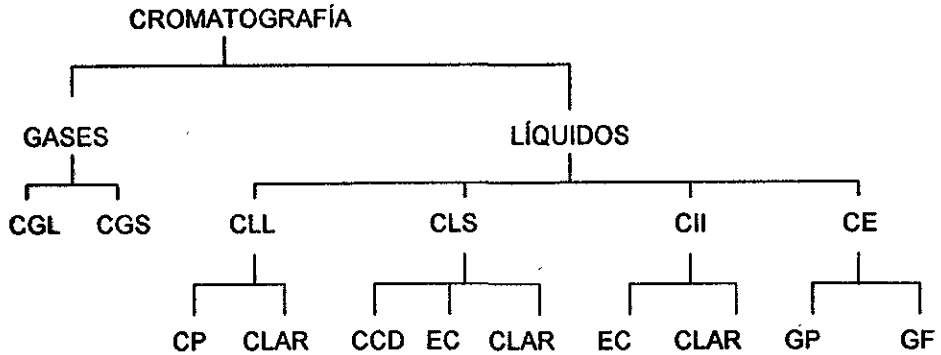 CROMATOGRAFÍA
GASES LÍQUIDOS
CGL CGS CLL CLS CII CE
CP CLAR CCD EC CLAR EC CLAR GP GF